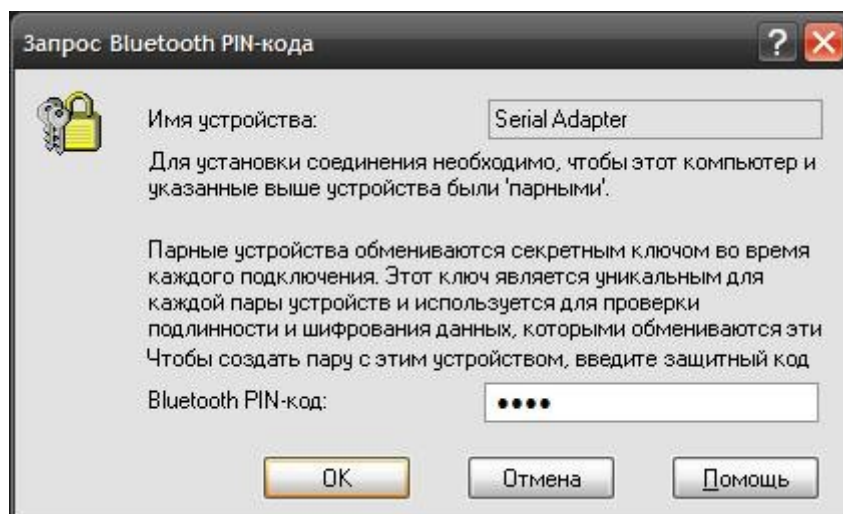 Запрос Bluetooth PIN-кода
?
Имя устройства: Serial Adapter
Для установки соединения необходимо, чтобы этот компьютер и
указанные выше устройства были 'парными'.
Парные устройства обмениваются секретным ключом во время
каждого подключения. Этот ключ является уникальным для
каждой пары устройств и используется для проверки
подлинности и шифрования данных, которыми обмениваются эти
Чтобы создать пару с этим устройством, введите защитный код
Bluetooth PIN-код: ••••
OK Отмена Помощь